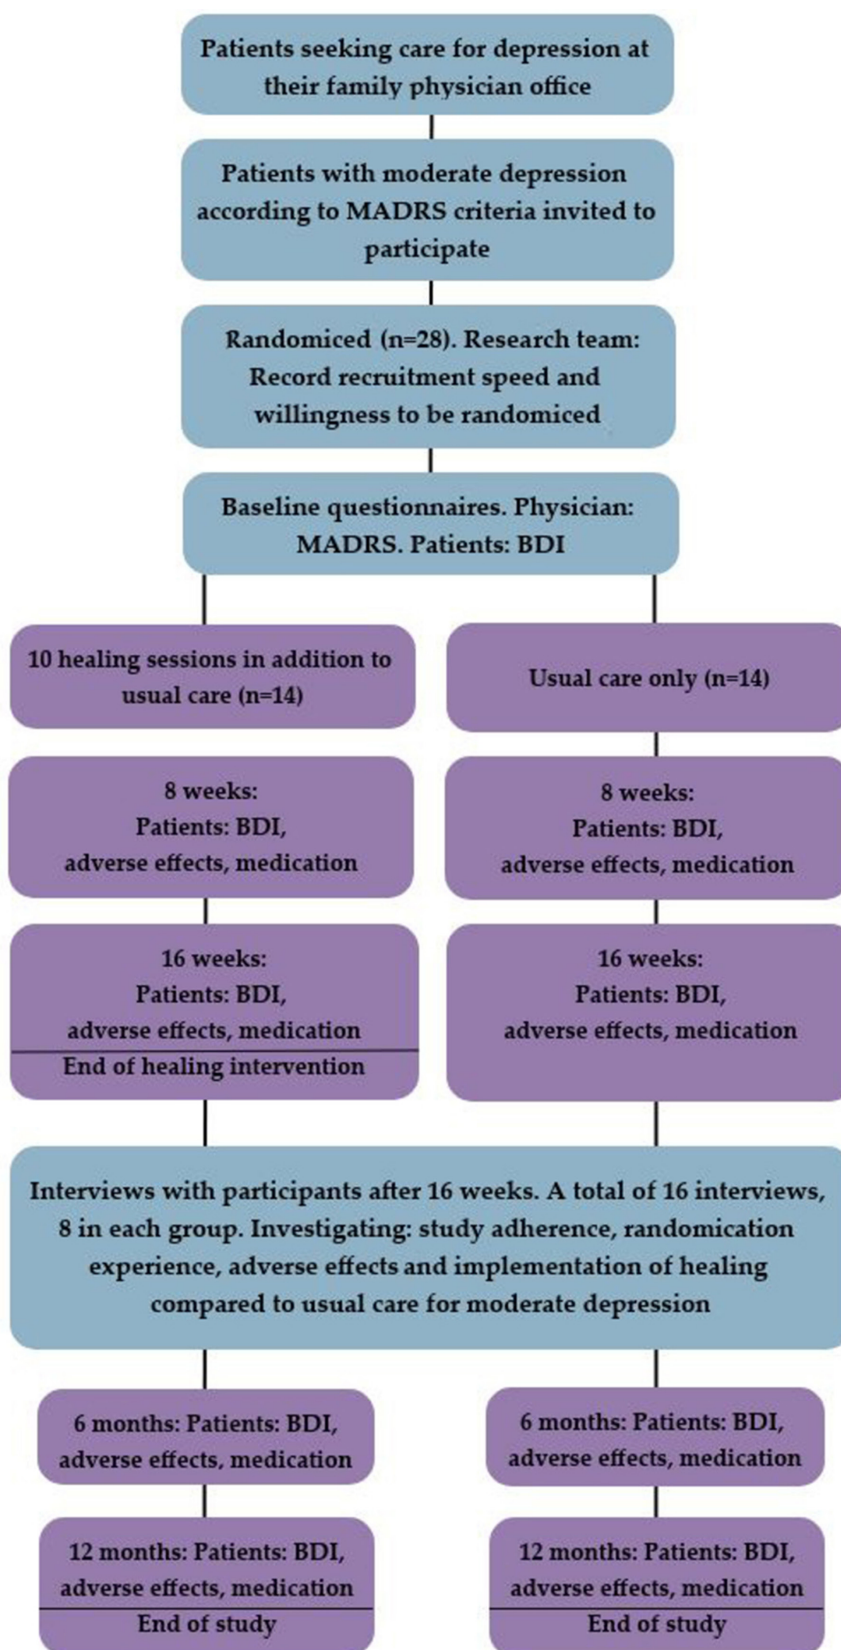 Patients seeking care for depression at
their family physician office
Patients with moderate depression
according to MADRS criteria invited to
participate
Randomiced (n=28). Research team:
Record recruitment speed and
willingness to be randomiced
Baseline questionnaires. Physician:
MADRS. Patients: BDI
10 healing sessions in addition to
usual care (n=14)
Usual care only (n=14)
8 weeks:
Patients: BDI,
adverse effects, medication
8 weeks:
Patients: BDI,
adverse effects, medication
16 weeks:
Patients: BDI,
adverse effects, medication
End of healing intervention
16 weeks:
Patients: BDI,
adverse effects, medication
Interviews with participants after 16 weeks. A total of 16 interviews,
8 in each group. Investigating: study adherence, randomication
experience, adverse effects and implementation of healing
compared to usual care for moderate depression
6 months: Patients: BDI,
adverse effects, medication
6 months: Patients: BDI,
adverse effects, medication
12 months: Patients: BDI,
adverse effects, medication
End of study
12 months: Patients: BDI,
adverse effects, medication
End of study